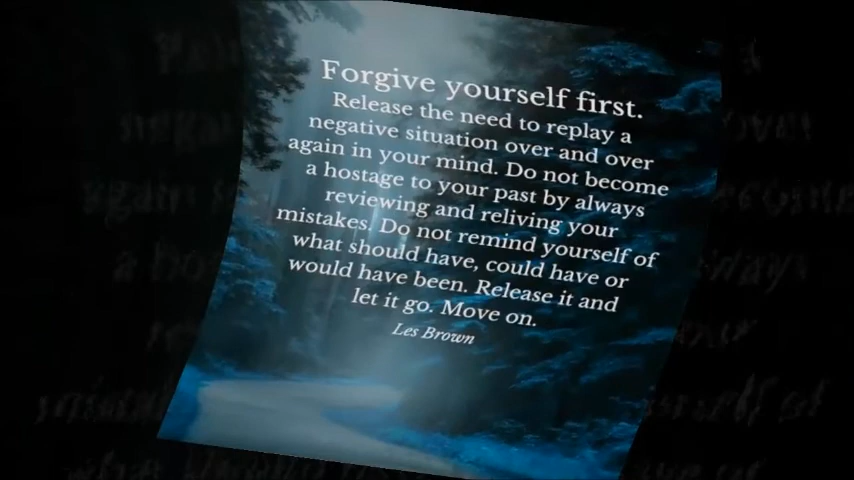 Forgive yourself first.
Release the need to replay a
negative situation over and over
again in your mind. Do not become
a hostage to your past by always
reviewing and reliving your
mistakes. Do not remind yourself of
what should have, could have or
would have been. Release it and
let it go. Move on.
Les Brown